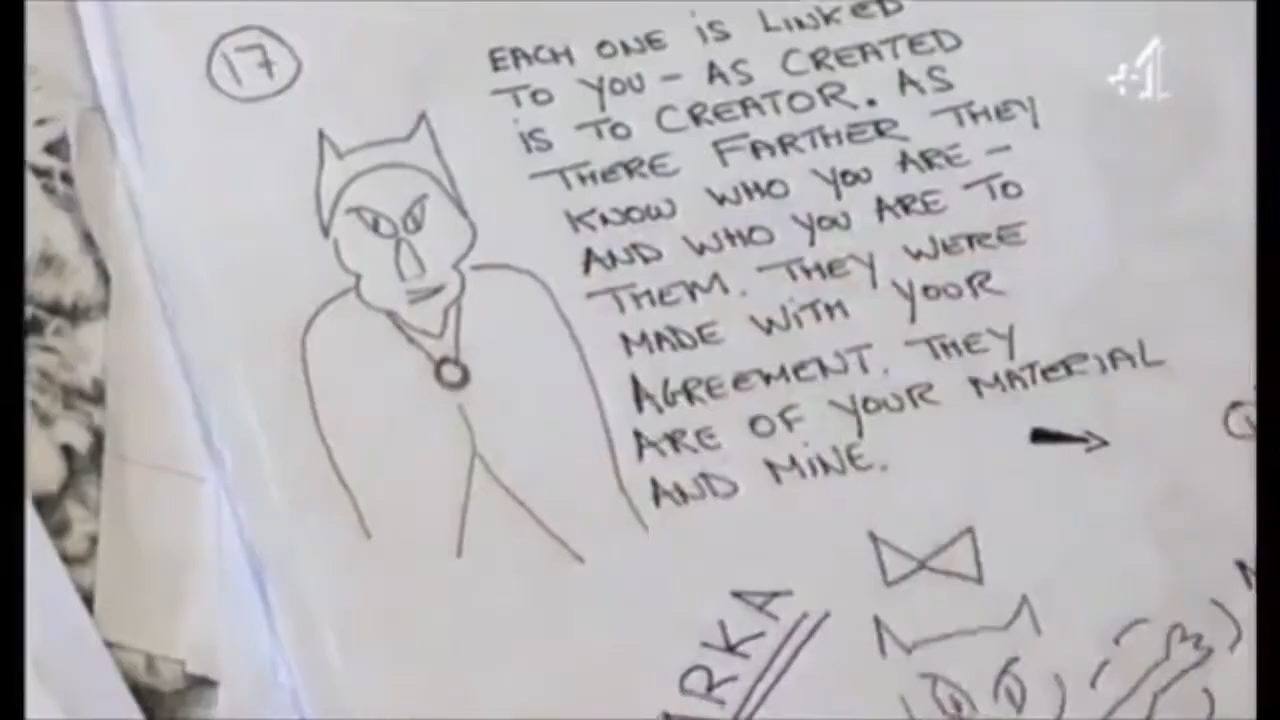 17
EACH ONE IS LINKED
TO YOU – AS CREATED
IS TO CREATOR. AS
THERE FARTHER THEY
KNOW WHO YOU ARE –
AND WHO YOU ARE TO
THEM. THEY WERE
MADE WITH YOOR
AGREEMENT. THEY
ARE OF YOUR MATERIAL
AND MINE.
RKA
+1